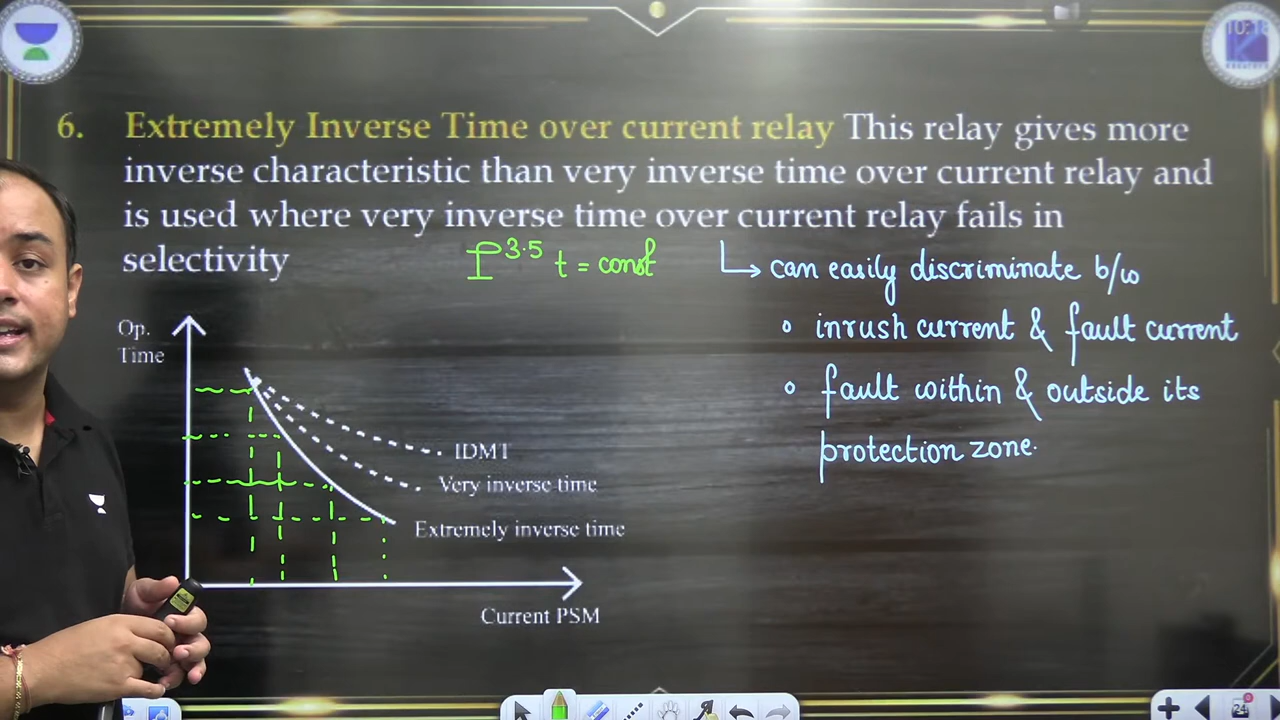 6. Extremely Inverse Time over current relay This relay gives more
inverse characteristic than very inverse time over current relay and
is used where very inverse time over current relay fails in
selectivity
I^3.5 t = const
↳ can easily discriminate b/w
• inrush current & fault current
• fault within & outside its
protection zone.
Op.
Time
IDMT
Very inverse time
Extremely inverse time
Current PSM
10:18
24